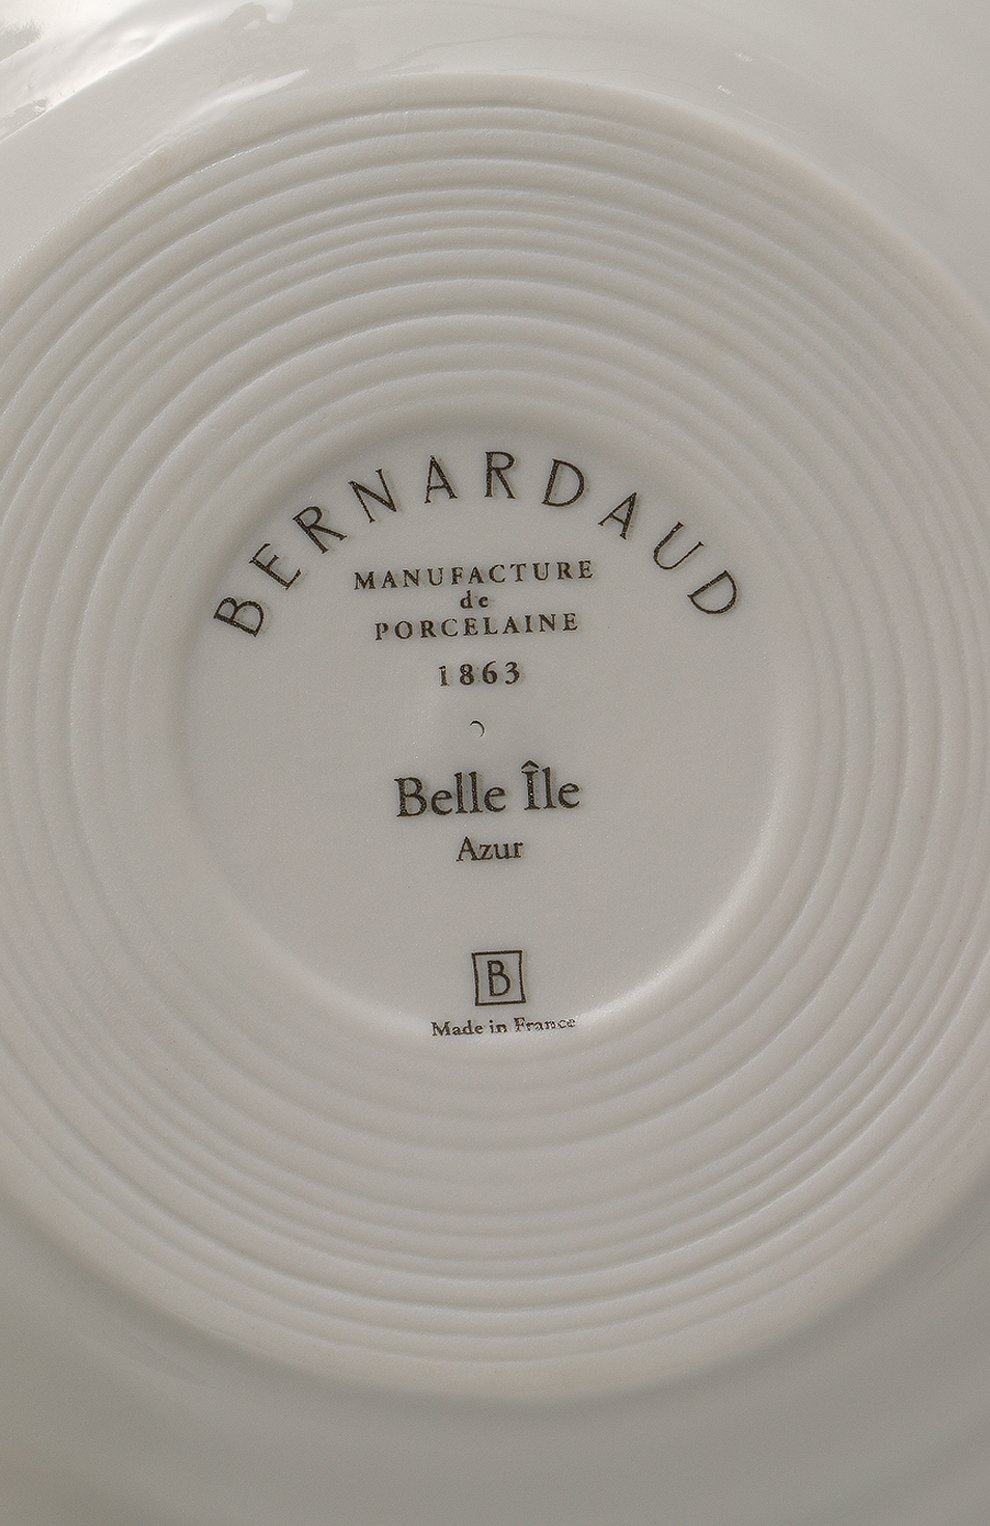 BERNARDAUD
MANUFACTURE
de
PORCELAINE
1863
Belle Île
Azur
B
Made in France